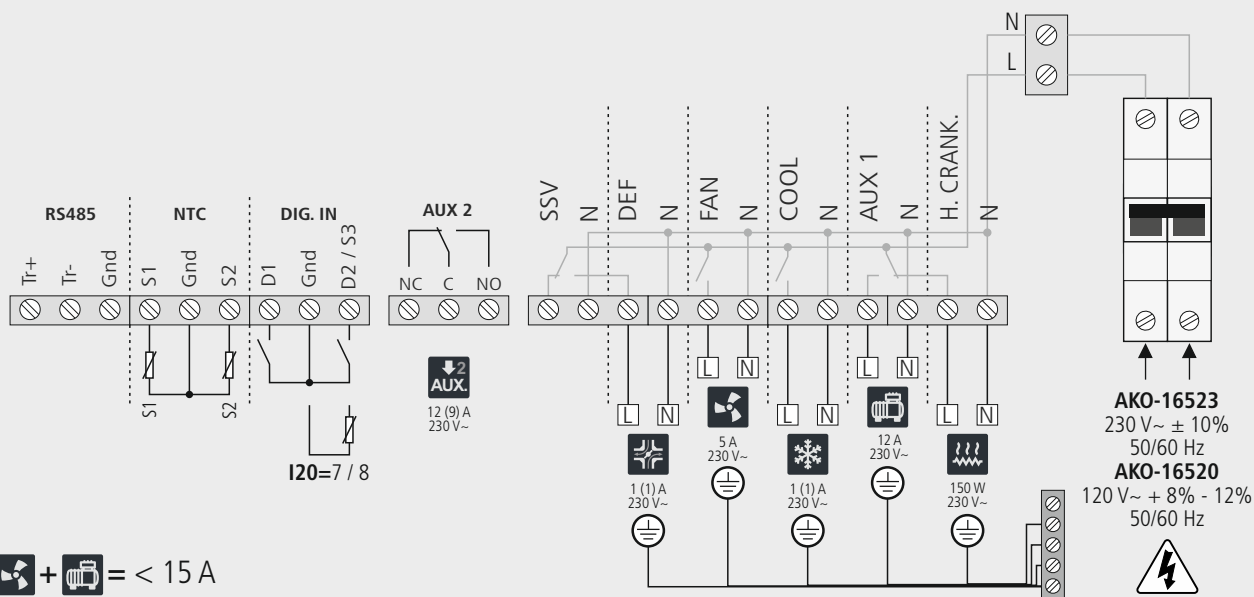 N
L
RS485
NTC
DIG. IN
AUX 2
SSV
N
DEF
N
FAN
N
COOL
N
AUX 1
N
H. CRANK.
N
Tr+
Tr-
Gnd
S1
Gnd
S2
D1
Gnd
D2 / S3
NC
C
NO
S1
S2
I20=7 / 8
2
AUX.
12 (9) A
230 V~
L
N
1 (1) A
230 V~
L
N
5 A
230 V~
L
N
1 (1) A
230 V~
L
N
12 A
230 V~
L
N
150 W
230 V~
AKO-16523
230 V~ ± 10%
50/60 Hz
AKO-16520
120 V~ + 8% - 12%
50/60 Hz
+ = < 15 A